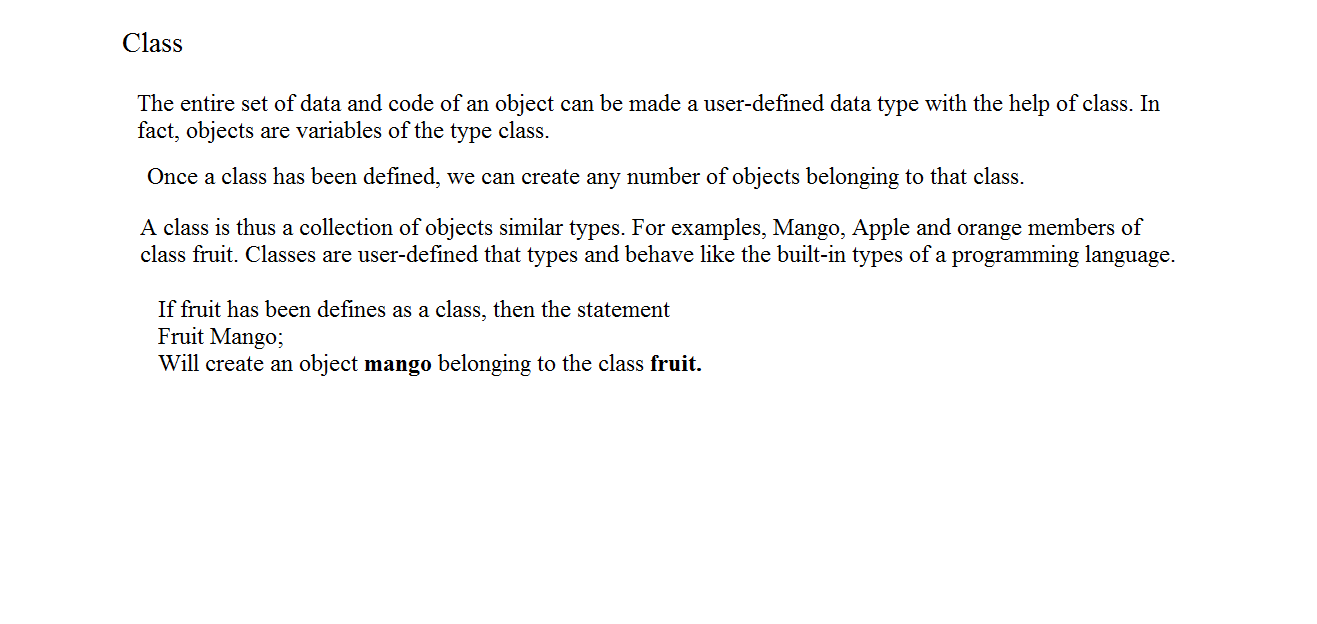 Class
The entire set of data and code of an object can be made a user-defined data type with the help of class. In
fact, objects are variables of the type class.
Once a class has been defined, we can create any number of objects belonging to that class.
A class is thus a collection of objects similar types. For examples, Mango, Apple and orange members of
class fruit. Classes are user-defined that types and behave like the built-in types of a programming language.
If fruit has been defines as a class, then the statement
Fruit Mango;
Will create an object mango belonging to the class fruit.